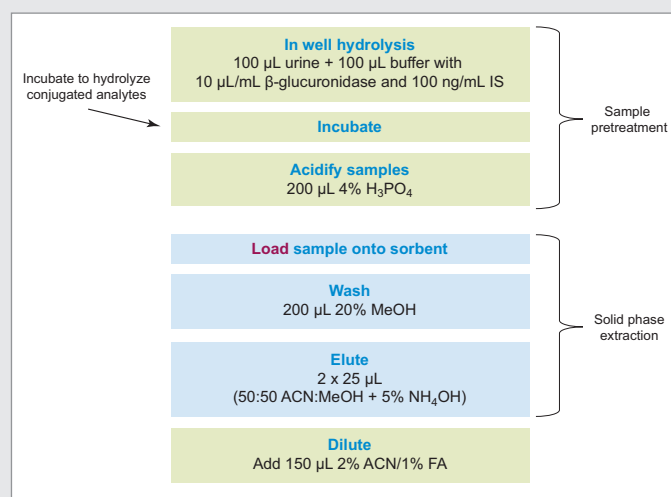 In well hydrolysis
100 µL urine + 100 µL buffer with
10 µL/mL β-glucuronidase and 100 ng/mL IS
Incubate to hydrolyze
conjugated analytes
Incubate
Acidify samples
200 µL 4% H₃PO₄
Sample
pretreatment
Load sample onto sorbent
Wash
200 µL 20% MeOH
Elute
2 x 25 µL
(50:50 ACN:MeOH + 5% NH₄OH)
Solid phase
extraction
Dilute
Add 150 µL 2% ACN/1% FA